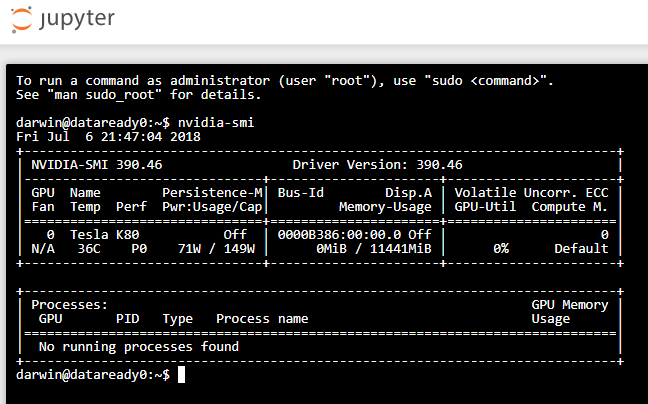 jupyter
To run a command as administrator (user "root"), use "sudo <command>".
See "man sudo_root" for details.
darwin@dataready0:~$ nvidia-smi
Fri Jul  6 21:47:04 2018
+-----------------------------------------------------------------------------+
| NVIDIA-SMI 390.46                 Driver Version: 390.46                    |
|-------------------------------+----------------------+----------------------+
| GPU  Name        Persistence-M| Bus-Id        Disp.A | Volatile Uncorr. ECC |
| Fan  Temp  Perf  Pwr:Usage/Cap|         Memory-Usage | GPU-Util  Compute M. |
|===============================+======================+======================|
|   0  Tesla K80           Off  | 0000B386:00:00.0 Off |                    0 |
| N/A   36C    P0    71W / 149W |      0MiB / 11441MiB |      0%      Default |
+-------------------------------+----------------------+----------------------+
+-----------------------------------------------------------------------------+
| Processes:                                                       GPU Memory |
|  GPU       PID   Type   Process name                             Usage      |
|=============================================================================|
|  No running processes found                                                 |
+-----------------------------------------------------------------------------+
darwin@dataready0:~$